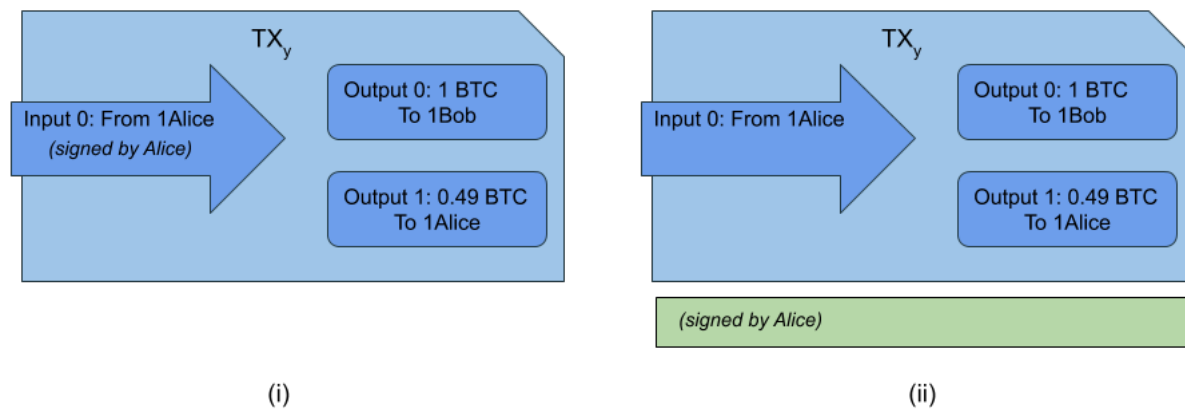 TXy
Input 0: From 1Alice
(signed by Alice)
Output 0: 1 BTC
To 1Bob
Output 1: 0.49 BTC
To 1Alice
(i)
TXy
Input 0: From 1Alice
Output 0: 1 BTC
To 1Bob
Output 1: 0.49 BTC
To 1Alice
(signed by Alice)
(ii)